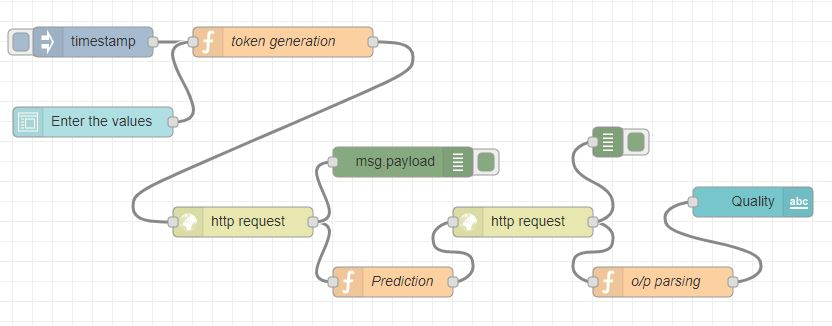 timestamp
token generation
Enter the values
msg.payload
http request
http request
Quality
abc
Prediction
o/p parsing